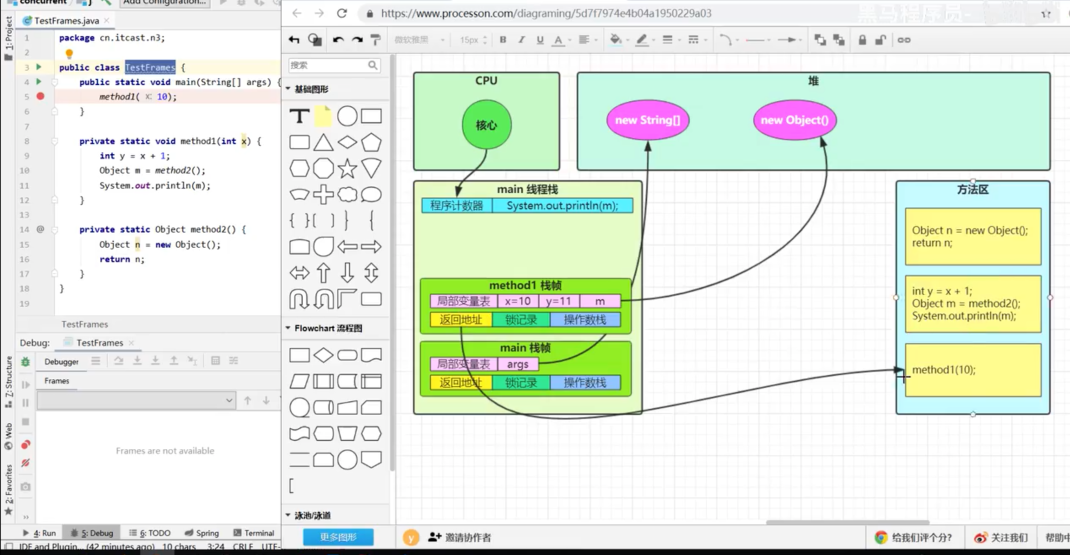 concurrent
j
Add Configuration...
https://www.processon.com/diagraming/5d7f7974e4b04a1950229a03
黑马程序员-
1: Project
TestFrames.java ×
1 package cn.itcast.n3;
2
3 public class TestFrames {
4 public static void main(String[] args) {
5 method1( x: 10);
6 }
7
8 private static void method1(int x) {
9 int y = x + 1;
10 Object m = method2();
11 System.out.println(m);
12 }
13
14 @ private static Object method2() {
15 Object n = new Object();
16 return n;
17 }
18 }
19
TestFrames
Debug: TestFrames ×
Debugger
Frames
Frames are not available
7: Structure
Web
2: Favorites
4: Run
5: Debug
6: TODO
Spring
Terminal
IDE and Plugin... (42 minutes ago) 10 chars 3:24 CRLF UTF-
微软雅黑
15px
B I U A
搜索
基础图形
T
Flowchart 流程图
泳池/泳道
更多图形
CPU
核心
堆
new String[]
new Object()
main 线程栈
程序计数器 System.out.println(m);
method1 栈帧
局部变量表 x=10 y=11 m
返回地址 锁记录 操作数栈
main 栈帧
局部变量表 args
返回地址 锁记录 操作数栈
方法区
Object n = new Object();
return n;
int y = x + 1;
Object m = method2();
System.out.println(m);
method1(10);
y
邀请协作者
给我们评个分?
关注我们
帮助中